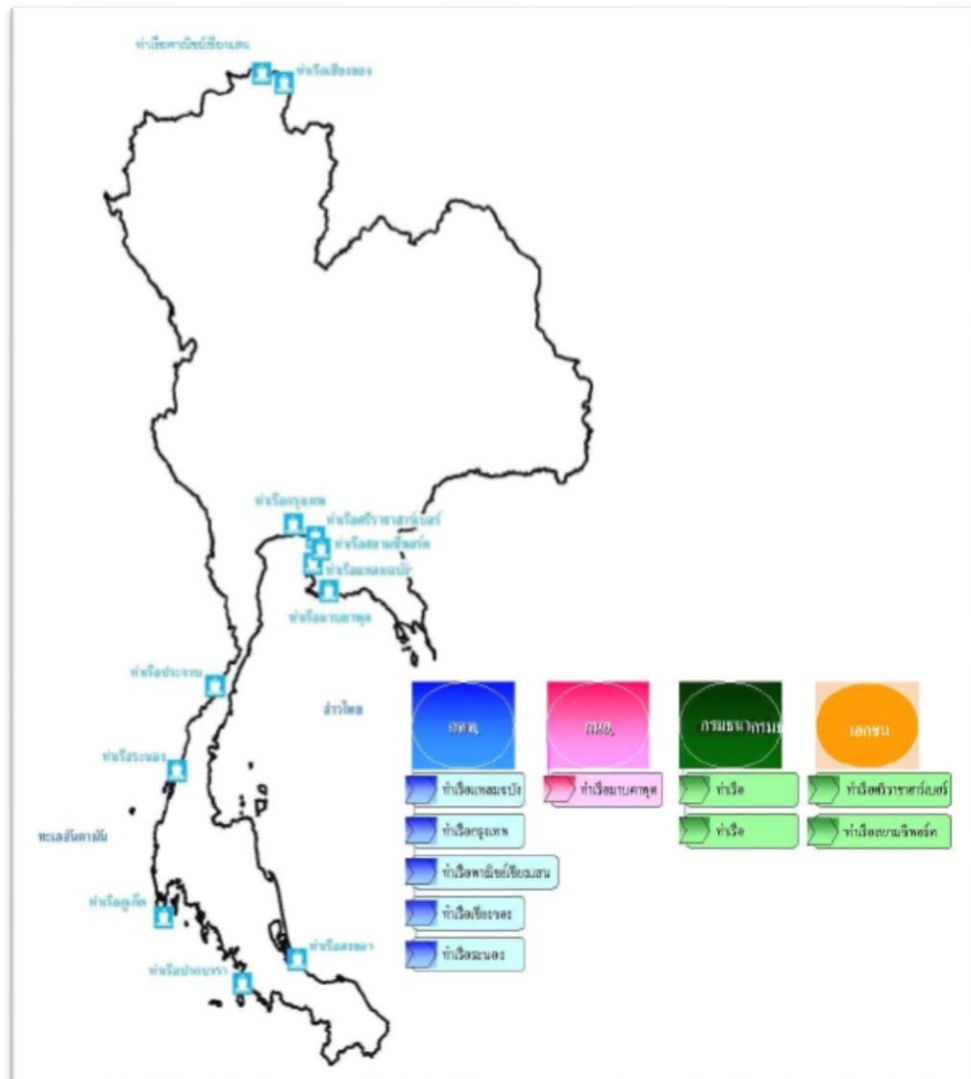 ท่าเรือพาณิชย์เชียงแสน
ท่าเรือเชียงของ
ท่าเรือกรุงเทพ
ท่าเรือศรีราชาฮาร์เบอร์
ท่าเรือสยามซีพอร์ต
ท่าเรือแหลมฉบัง
ท่าเรือมาบตาพุด
ท่าเรือประจวบ
อ่าวไทย
ท่าเรือระนอง
ทะเลอันดามัน
ท่าเรือภูเก็ต
ท่าเรือสงขลา
ท่าเรือปากบารา
กทท.
ท่าเรือแหลมฉบัง
ท่าเรือกรุงเทพ
ท่าเรือพาณิชย์เชียงแสน
ท่าเรือเชียงของ
ท่าเรือระนอง
กนอ.
ท่าเรือมาบตาพุด
กรมธนากรมธ
ท่าเรือ
ท่าเรือ
เอกชน
ท่าเรือศรีราชาฮาร์เบอร์
ท่าเรือสยามซีพอร์ต